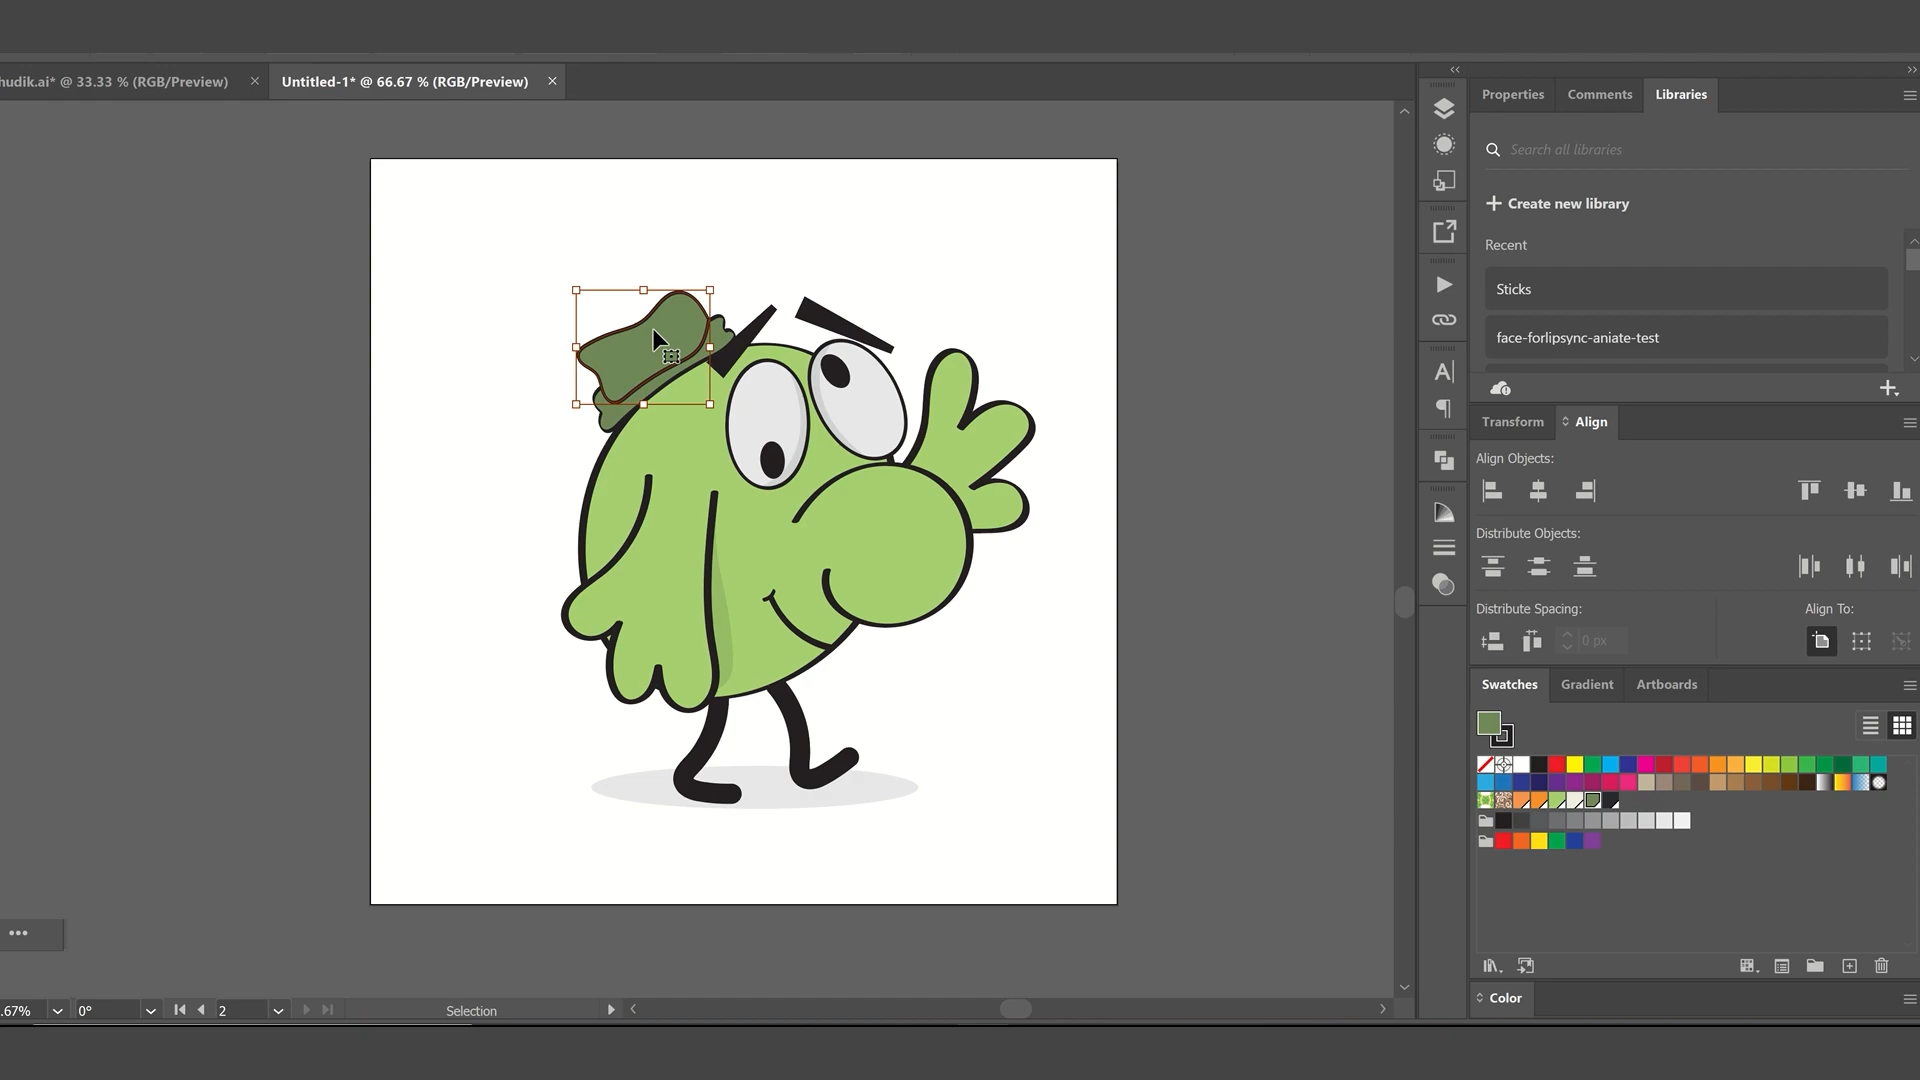 hudik.ai* @ 33.33 % (RGB/Preview)
Untitled-1* @ 66.67 % (RGB/Preview)
Properties
Comments
Libraries
Search all libraries
Create new library
Recent
Sticks
face-forlipsync-aniate-test
Transform
Align
Align Objects:
Distribute Objects:
Distribute Spacing:
Align To:
0 px
Swatches
Gradient
Artboards
.67%
0°
2
Selection
Color